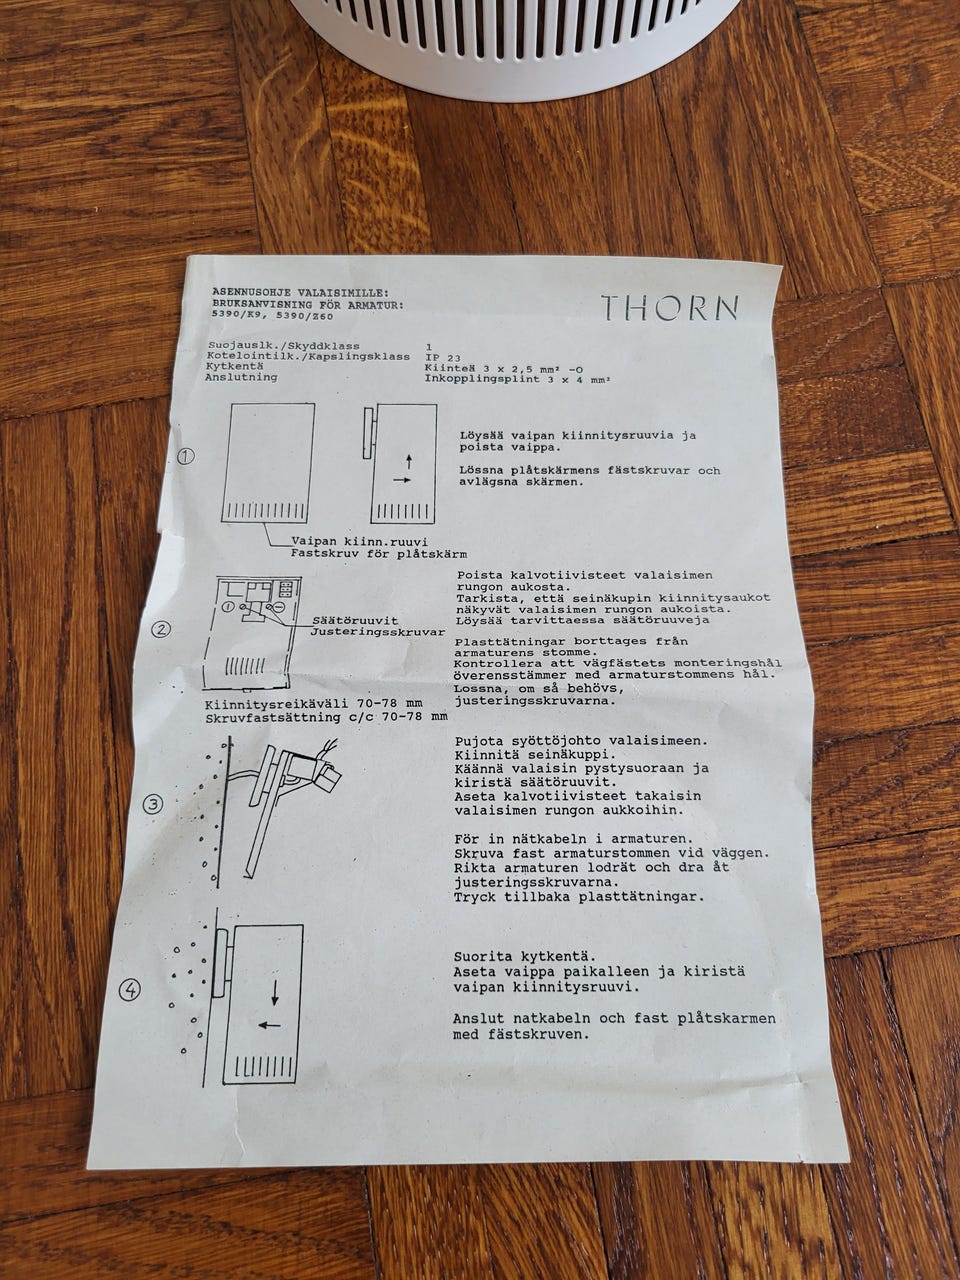 ASENNUSOHJE VALAISIMILLE:
BRUKSANVISNING FÖR ARMATUR:
5390/K9, 5390/Z60
THORN
Suojauslk./Skyddklass 1
Kotelointilk./Kapslingsklass IP 23
Kytkentä Kiinteä 3 x 2,5 mm² -O
Anslutning Inkopplingsplint 3 x 4 mm²
1
Löysää vaipan kiinnitysruuvia ja
poista vaippa.
Lössna plåtskärmens fästskruvar och
avlägsna skärmen.
Vaipan kiinn.ruuvi
Fastskruv för plåtskärm
2
Säätöruuvit
Justeringsskruvar
Kiinnitysreikäväli 70-78 mm
Skruvfastsättning c/c 70-78 mm
Poista kalvotiivisteet valaisimen
rungon aukosta.
Tarkista, että seinäkupin kiinnitysaukot
näkyvät valaisimen rungon aukoista.
Löysää tarvittaessa säätöruuveja
Plasttätningar borttages från
armaturens stomme.
Kontrollera att vägfästets monteringshål
överensstämmer med armaturstommens hål.
Lossna, om så behövs,
justeringsskruvarna.
3
Pujota syöttöjohto valaisimeen.
Kiinnitä seinäkuppi.
Käännä valaisin pystysuoraan ja
kiristä säätöruuvit.
Aseta kalvotiivisteet takaisin
valaisimen rungon aukkoihin.
För in nätkabeln i armaturen.
Skruva fast armaturstommen vid väggen.
Rikta armaturen lodrät och dra åt
justeringsskruvarna.
Tryck tillbaka plasttätningar.
4
Suorita kytkentä.
Aseta vaippa paikalleen ja kiristä
vaipan kiinnitysruuvi.
Anslut natkabeln och fast plåtskarmen
med fästskruven.